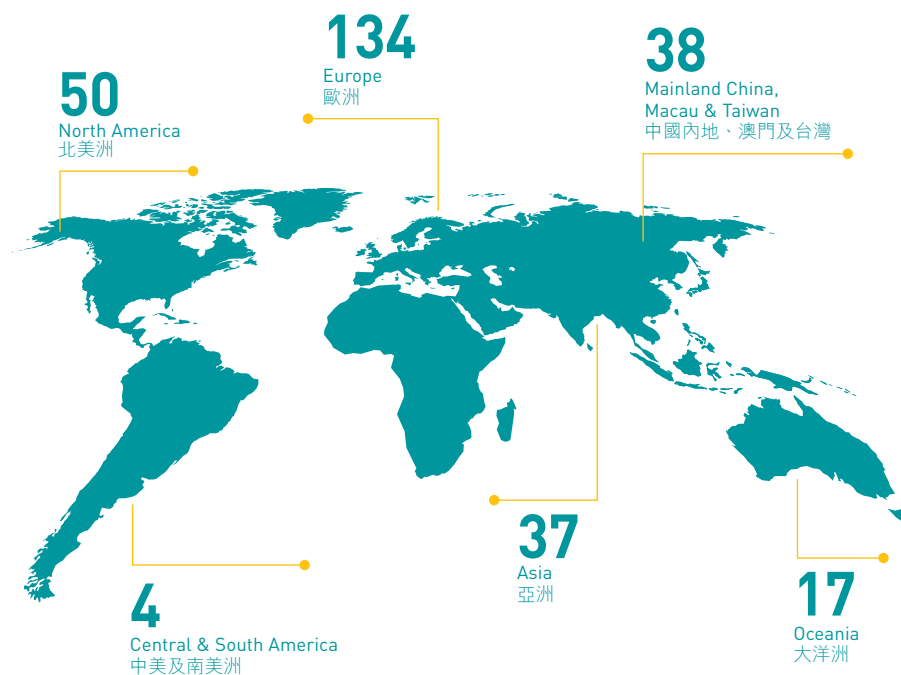 134
Europe
歐洲
38
Mainland China,
Macau & Taiwan
中國內地、澳門及台灣
50
North America
北美洲
37
Asia
亞洲
17
Oceania
大洋洲
4
Central & South America
中美及南美洲